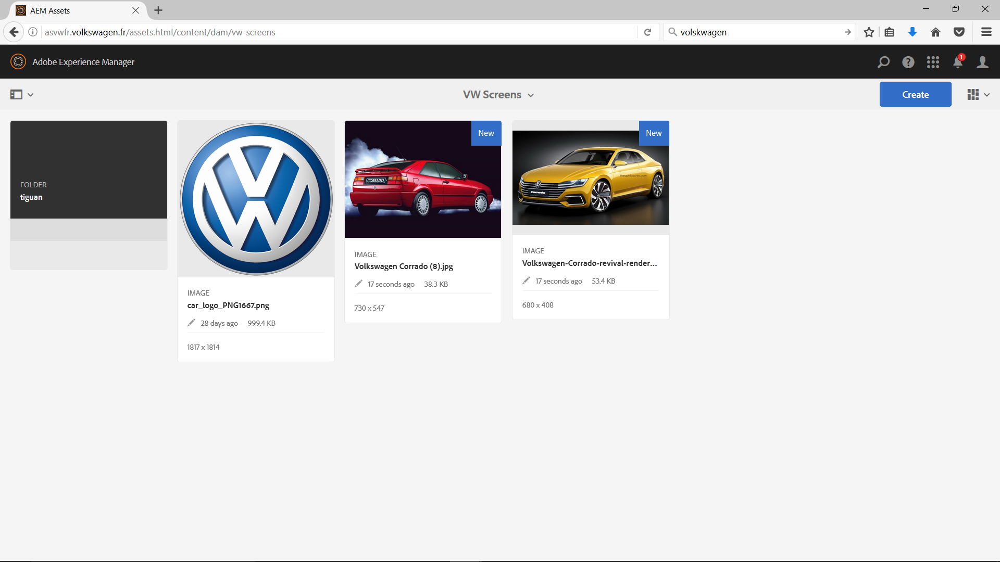 AEM Assets
asvwfr.volkswagen.fr/assets.html/content/dam/vw-screens
volskwagen
Adobe Experience Manager
1
VW Screens
Create
FOLDER
tiguan
IMAGE
car_logo_PNG1667.png
28 days ago 999.4 KB
1817 x 1814
New
CORRADO
IMAGE
Volkswagen Corrado (8).jpg
17 seconds ago 38.3 KB
730 x 547
New
theophiluschin.com
Corrado
IMAGE
Volkswagen-Corrado-revival-render...
17 seconds ago 53.4 KB
680 x 408